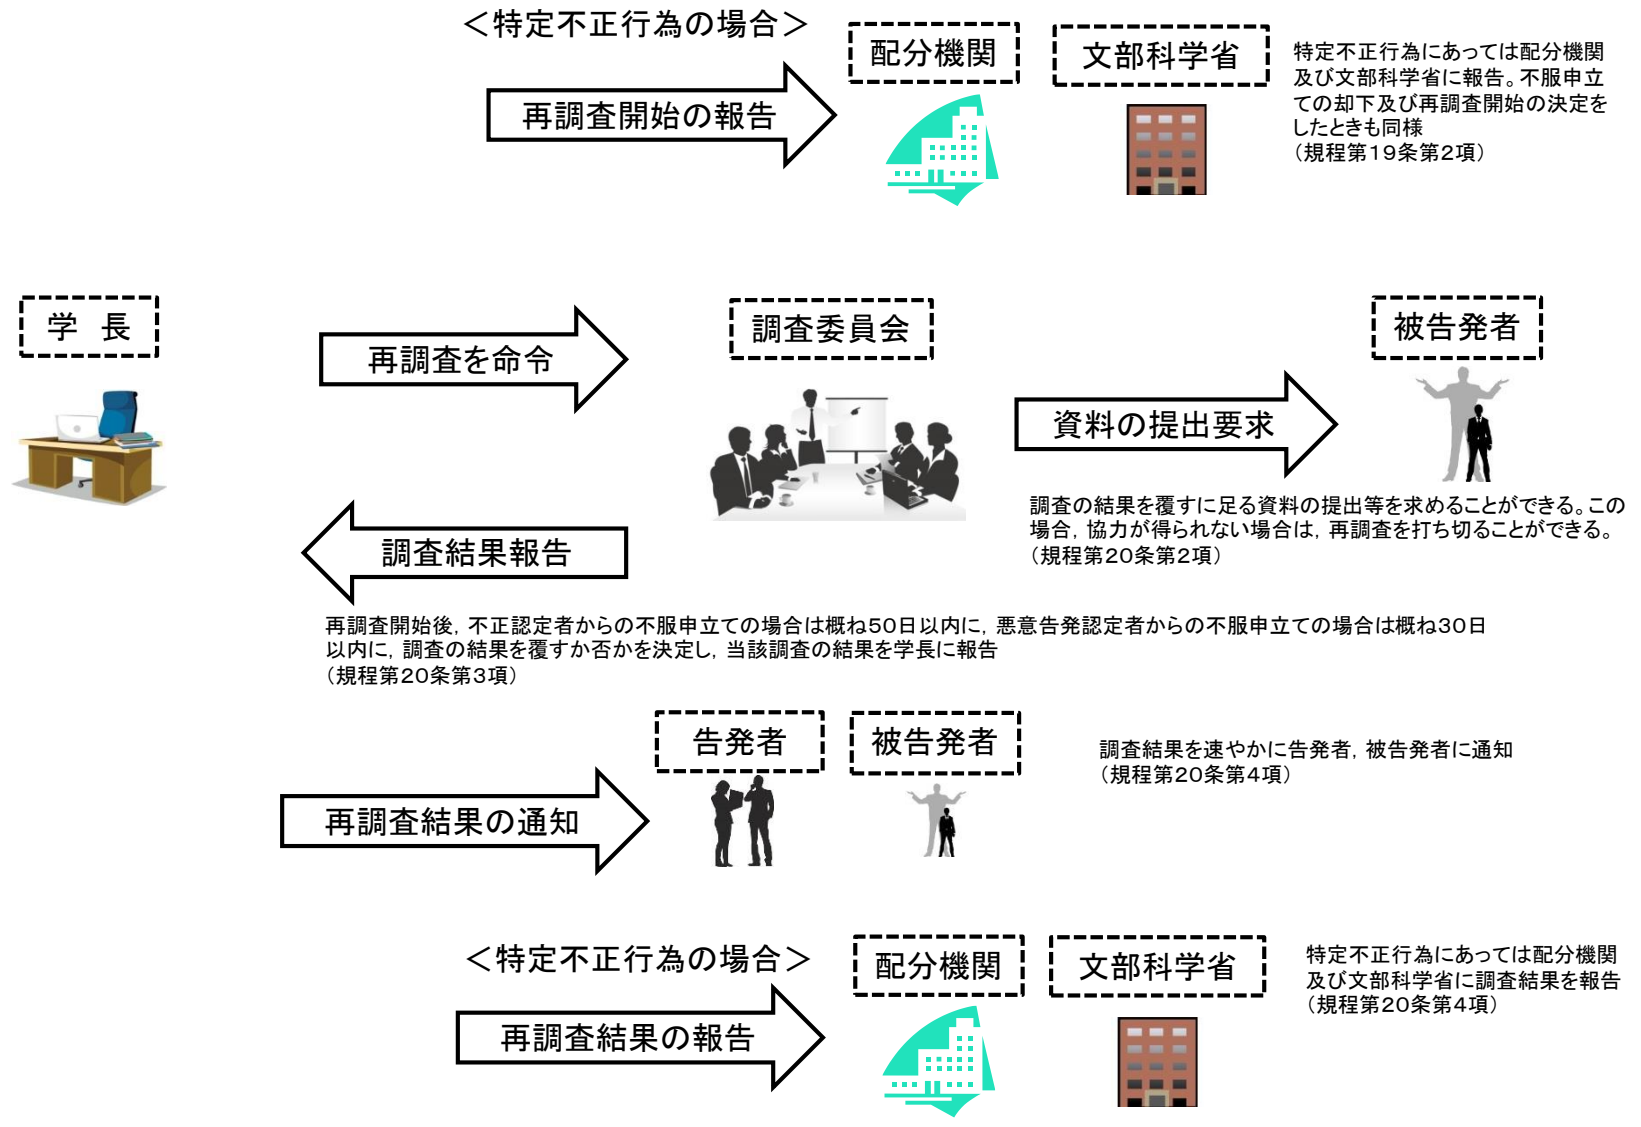 ＜特定不正行為の場合＞
配分機関
文部科学省
再調査開始の報告
特定不正行為にあっては配分機関
及び文部科学省に報告。不服申立
ての却下及び再調査開始の決定を
したときも同様
（規程第１９条第２項）
学　長
再調査を命令
調査委員会
被告発者
資料の提出要求
調査の結果を覆すに足る資料の提出等を求めることができる。この
場合，協力が得られない場合は，再調査を打ち切ることができる。
（規程第２０条第２項）
調査結果報告
再調査開始後，不正認定者からの不服申立ての場合は概ね５０日以内に，悪意告発認定者からの不服申立ての場合は概ね３０日
以内に，調査の結果を覆すか否かを決定し，当該調査の結果を学長に報告
（規程第２０条第３項）
告発者
被告発者
調査結果を速やかに告発者，被告発者に通知
（規程第２０条第４項）
再調査結果の通知
＜特定不正行為の場合＞
配分機関
文部科学省
再調査結果の報告
特定不正行為にあっては配分機関
及び文部科学省に調査結果を報告
（規程第２０条第４項）